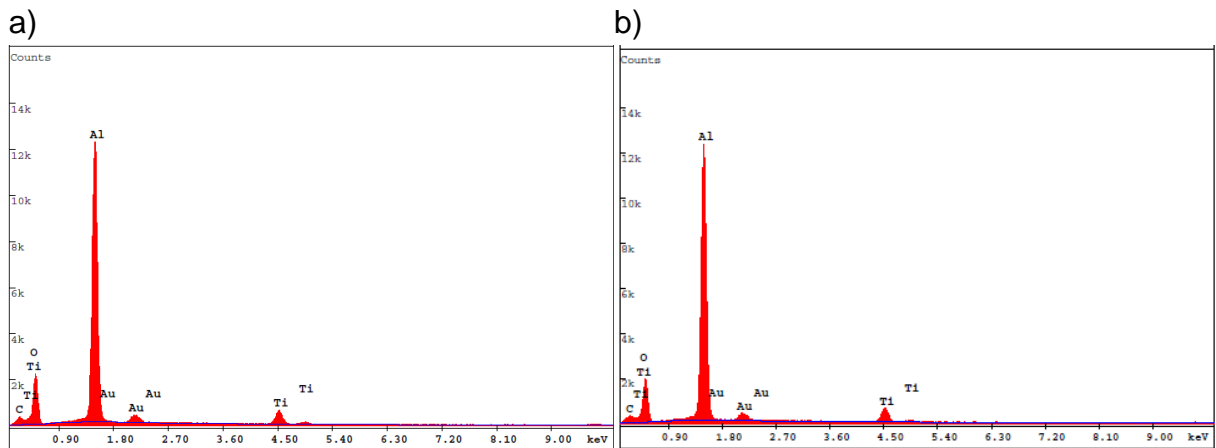 a)
Counts
14k
12k
10k
8k
6k
4k
2k
Al
O
Ti
C
Ti
Au
Au
Au
Ti
Ti
0.90 1.80 2.70 3.60 4.50 5.40 6.30 7.20 8.10 9.00 keV
b)
Counts
14k
12k
10k
8k
6k
4k
2k
Al
O
Ti
C
Ti
Au
Au
Au
Ti
Ti
0.90 1.80 2.70 3.60 4.50 5.40 6.30 7.20 8.10 9.00 keV